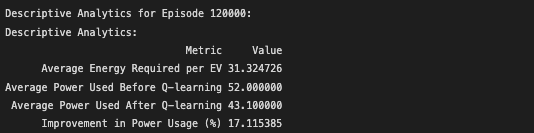 Descriptive Analytics for Episode 120000:
Descriptive Analytics:
Metric Value
Average Energy Required per EV 31.324726
Average Power Used Before Q-learning 52.000000
Average Power Used After Q-learning 43.100000
Improvement in Power Usage (%) 17.115385